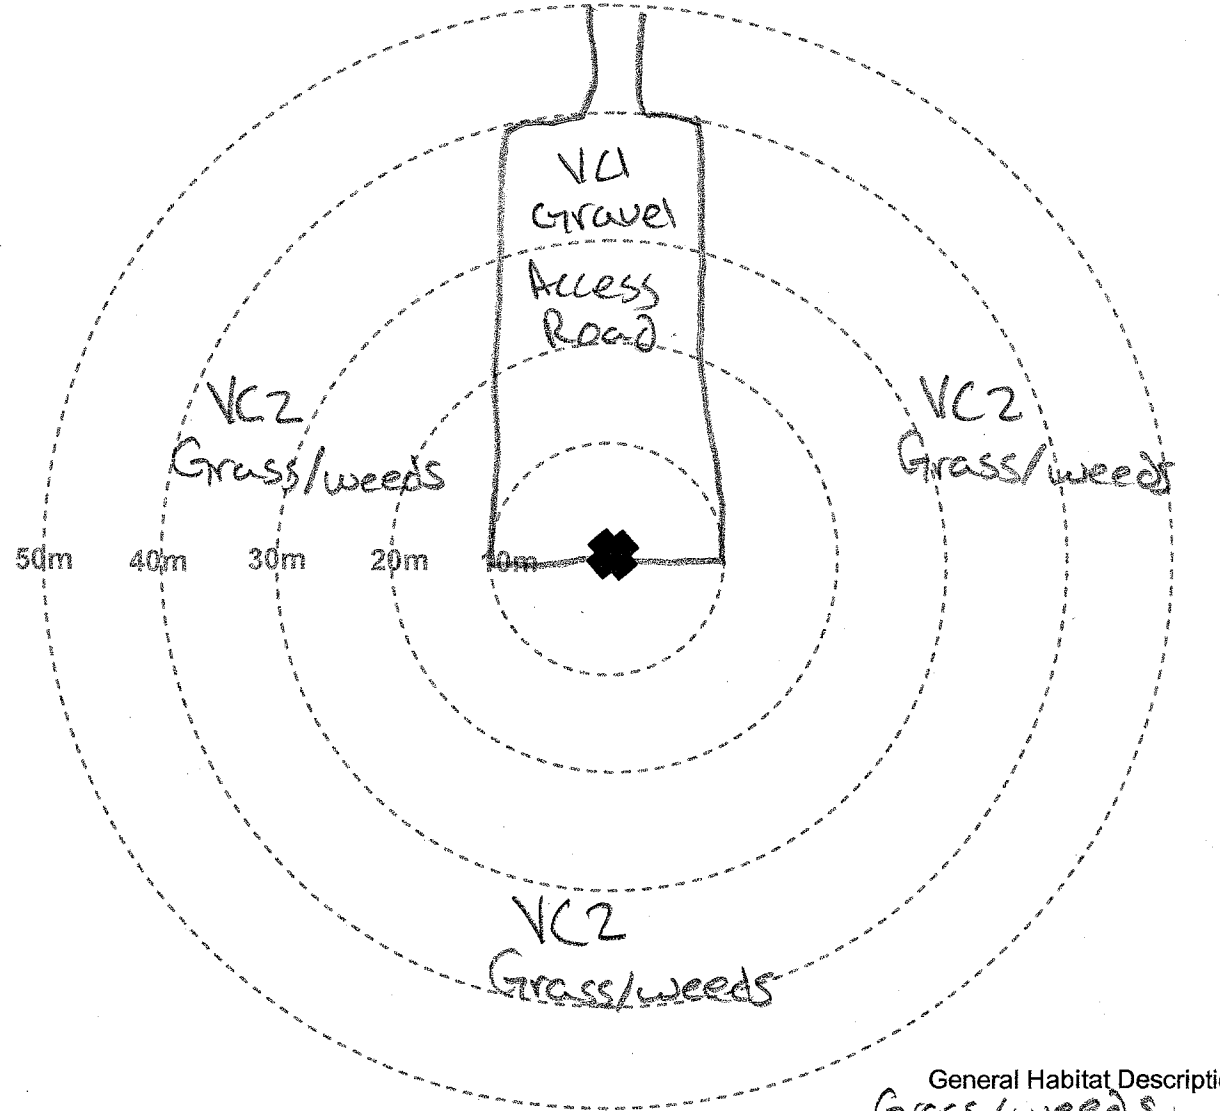 VC1
Gravel
Access
Road
VC2
Grass/weeds
VC2
Grass/weeds
50m 40m 30m 20m 10m
VC2
Grass/weeds
General Habitat Descripti
Grass/weeds